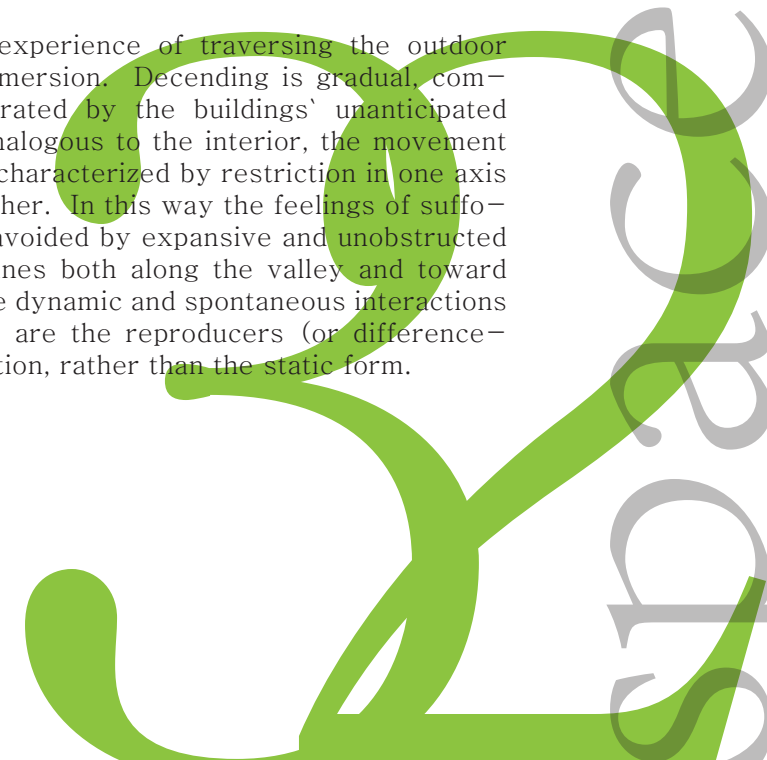 experience of traversing the outdoor
mersion. Decending is gradual, com-
rated by the buildings` unanticipated
nalogous to the interior, the movement
characterized by restriction in one axis
her. In this way the feelings of suffo-
avoided by expansive and unobstructed
nes both along the valley and toward
e dynamic and spontaneous interactions
are the reproducers (or difference-
tion, rather than the static form.
32
space